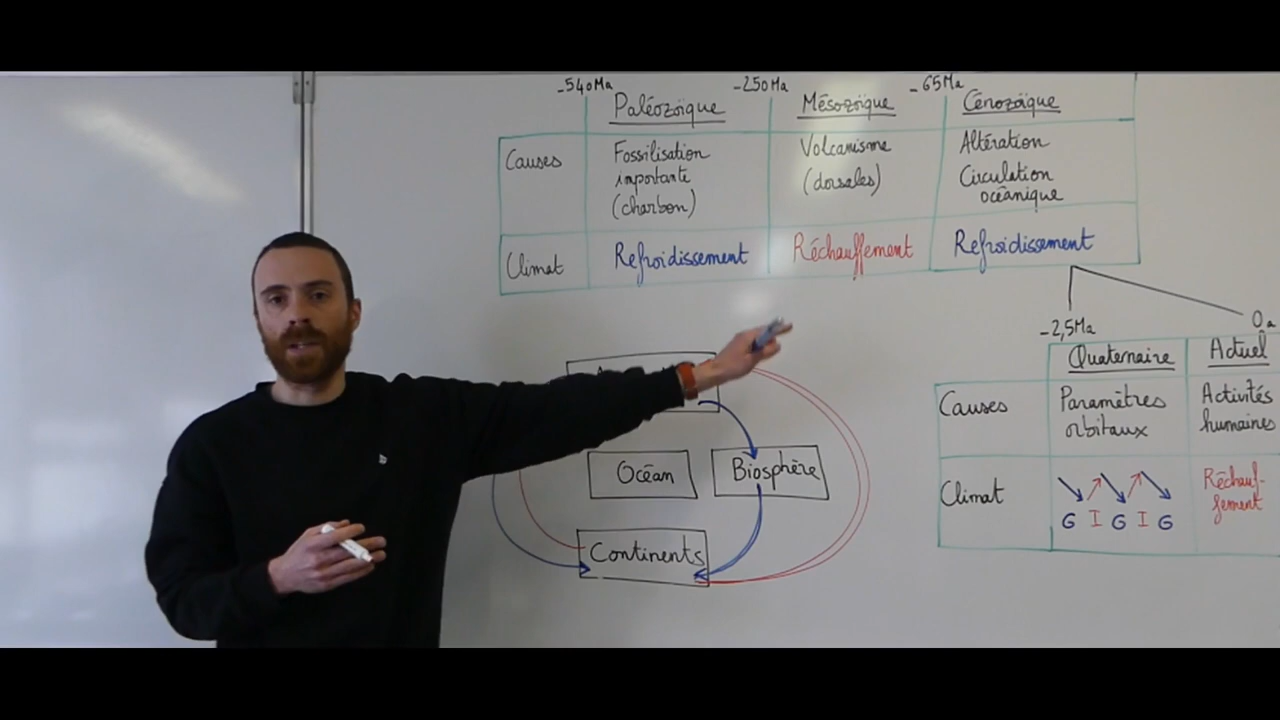 -540Ma -250Ma -65Ma
Paléozoïque Mésozoïque Cénozoïque
Causes
Fossilisation
importante
(charbon)
Volcanisme
(dorsales)
Altération
Circulation
océanique
Climat
Refroidissement Réchauffement Refroidissement
-2,5Ma
Quaternaire Actuel
Causes
Paramètres
orbitaux
Activités
humaines
Climat
G I G I G
Réchauf-
fement
Océan
Biosphère
Continents